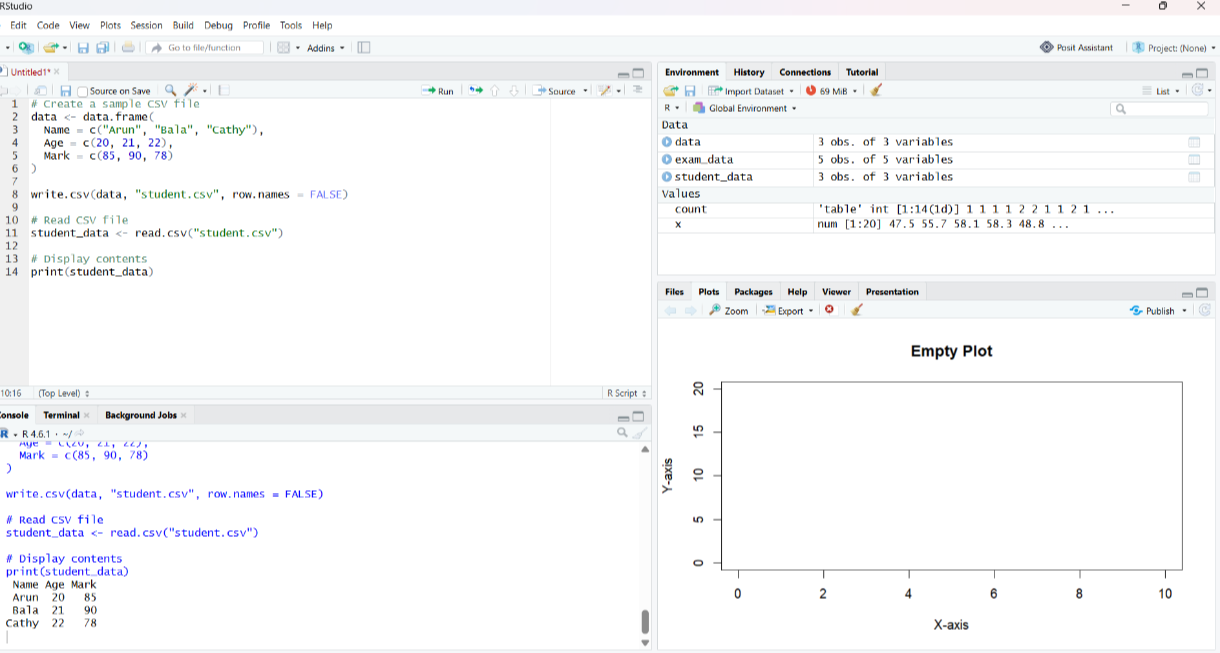 RStudio
Edit Code View Plots Session Build Debug Profile Tools Help
Go to file/function Addins Posit Assistant Project: (None)
Untitled1*
Source on Save Run Source
1 # Create a sample CSV file
2 data <- data.frame(
3 Name = c("Arun", "Bala", "Cathy"),
4 Age = c(20, 21, 22),
5 Mark = c(85, 90, 78)
6 )
7
8 write.csv(data, "student.csv", row.names = FALSE)
9
10 # Read CSV file
11 student_data <- read.csv("student.csv")
12
13 # Display contents
14 print(student_data)
10:16 (Top Level) R Script
onsole Terminal Background Jobs
R R 4.6.1 · ~/
Age = c(20, 21, 22),
Mark = c(85, 90, 78)
)
write.csv(data, "student.csv", row.names = FALSE)
# Read CSV file
student_data <- read.csv("student.csv")
# Display contents
print(student_data)
Name Age Mark
Arun 20 85
Bala 21 90
Cathy 22 78
Environment History Connections Tutorial
Import Dataset 69 MiB List
R Global Environment
Data
data 3 obs. of 3 variables
exam_data 5 obs. of 5 variables
student_data 3 obs. of 3 variables
Values
count 'table' int [1:14(1d)] 1 1 1 1 2 2 1 1 2 1 ...
x num [1:20] 47.5 55.7 58.1 58.3 48.8 ...
Files Plots Packages Help Viewer Presentation
Zoom Export Publish
Empty Plot
20
15
10
5
0
Y-axis
0 2 4 6 8 10
X-axis